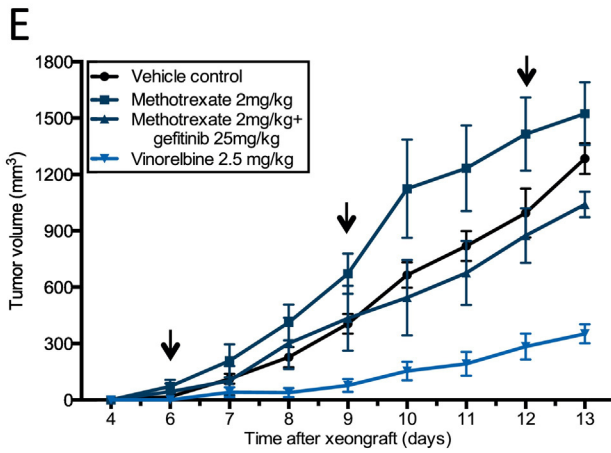 E
1800
1500
1200
900
600
300
0
Tumor volume (mm³)
Vehicle control
Methotrexate 2mg/kg
Methotrexate 2mg/kg+
gefitinib 25mg/kg
Vinorelbine 2.5 mg/kg
4 5 6 7 8 9 10 11 12 13
Time after xeongraft (days)